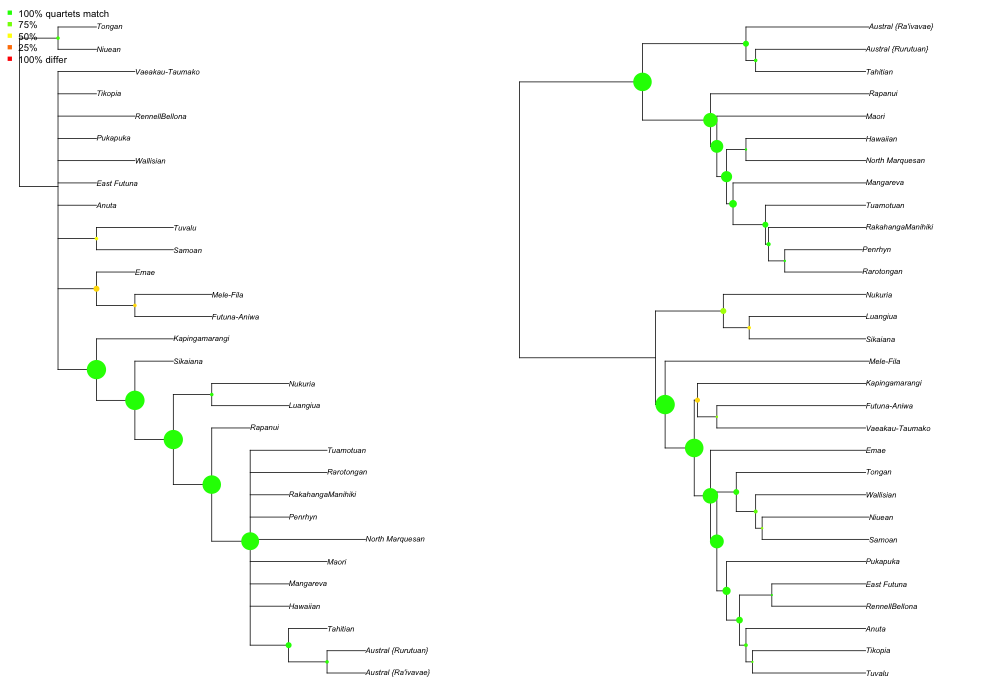 100% quartets match
75%
50%
25%
100% differ
Tongan
Niuean
Vaeakau-Taumako
Tikopia
RennellBellona
Pukapuka
Wallisian
East Futuna
Anuta
Tuvalu
Samoan
Emae
Mele-Fila
Futuna-Aniwa
Kapingamarangi
Sikaiana
Nukuria
Luangiua
Rapanui
Tuamotuan
Rarotongan
RakahangaManihiki
Penrhyn
North Marquesan
Maori
Mangareva
Hawaiian
Tahitian
Austral {Rurutuan}
Austral {Ra'ivavae}
Austral {Ra'ivavae}
Austral {Rurutuan}
Tahitian
Rapanui
Maori
Hawaiian
North Marquesan
Mangareva
Tuamotuan
RakahangaManihiki
Penrhyn
Rarotongan
Nukuria
Luangiua
Sikaiana
Mele-Fila
Kapingamarangi
Futuna-Aniwa
Vaeakau-Taumako
Emae
Tongan
Wallisian
Niuean
Samoan
Pukapuka
East Futuna
RennellBellona
Anuta
Tikopia
Tuvalu